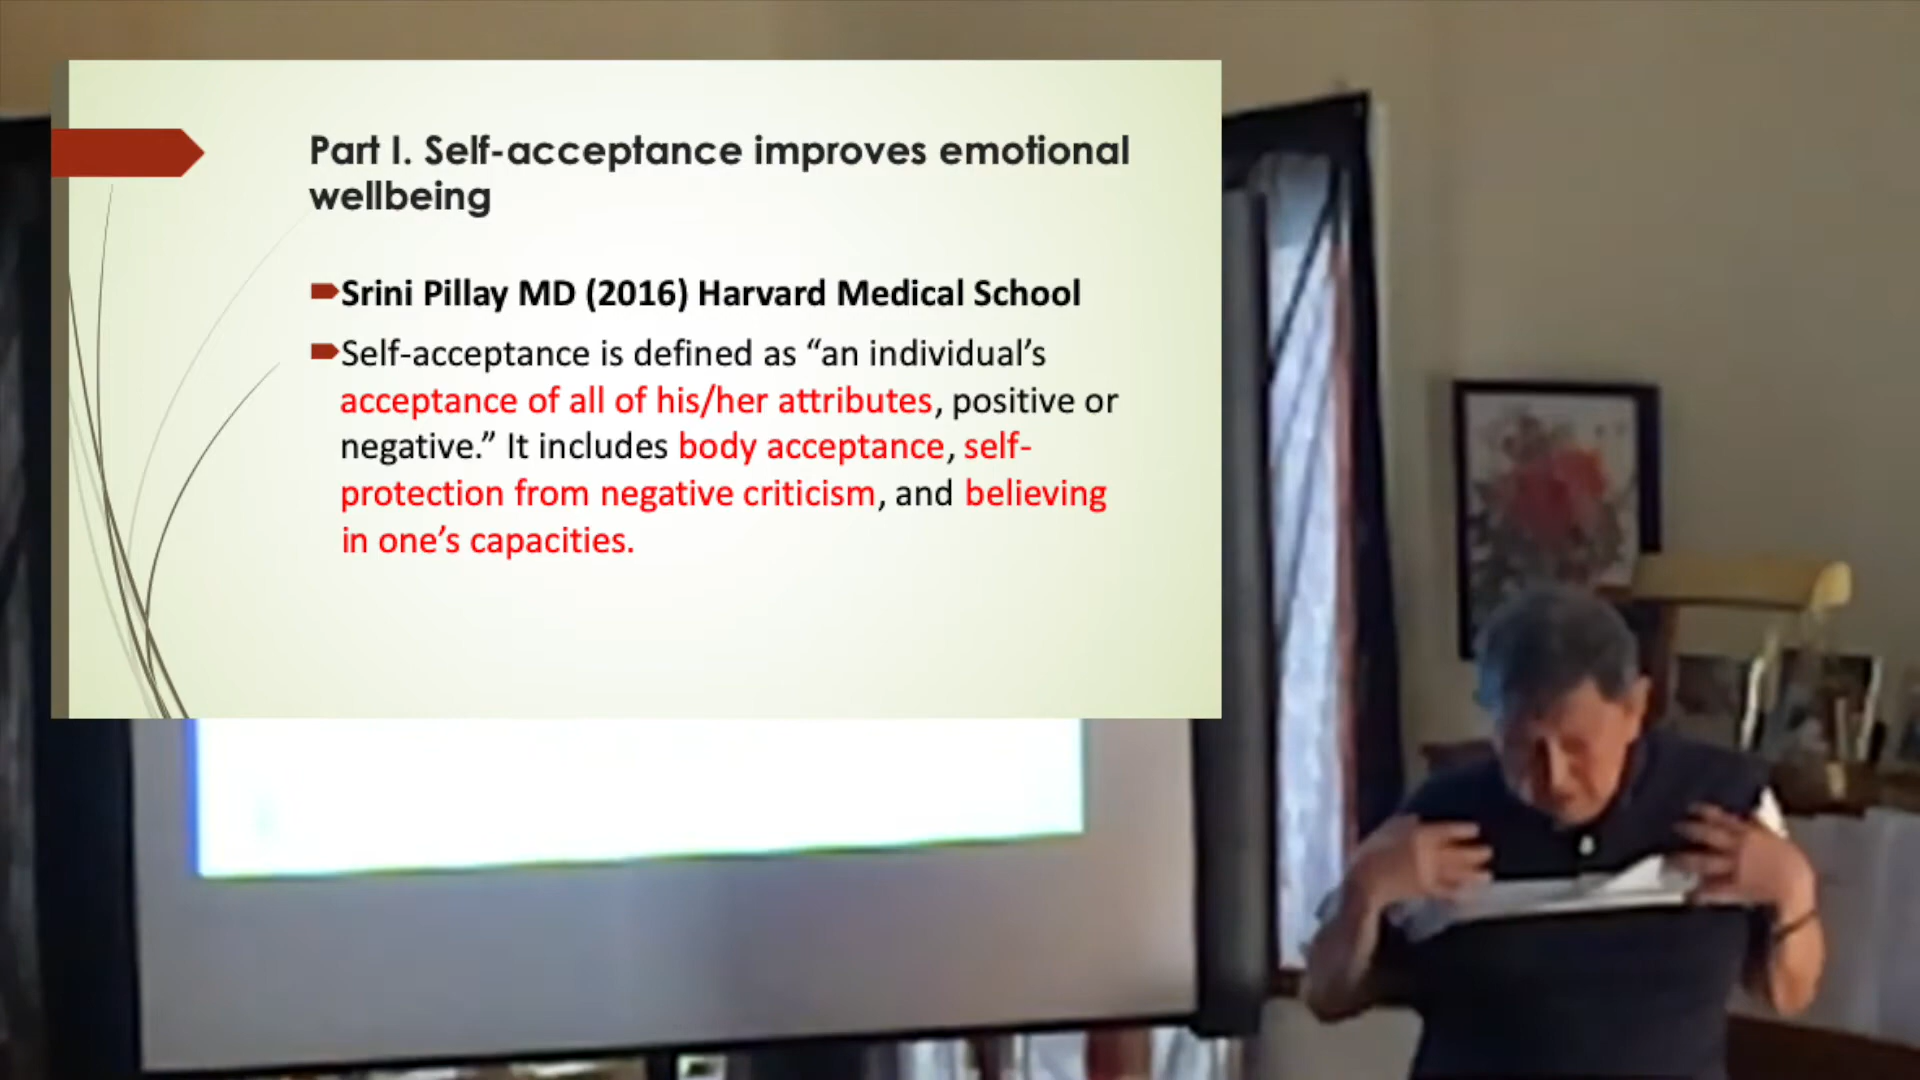 Part I. Self-acceptance improves emotional
wellbeing
Srini Pillay MD (2016) Harvard Medical School
Self-acceptance is defined as “an individual’s
acceptance of all of his/her attributes, positive or
negative.” It includes body acceptance, self-
protection from negative criticism, and believing
in one’s capacities.